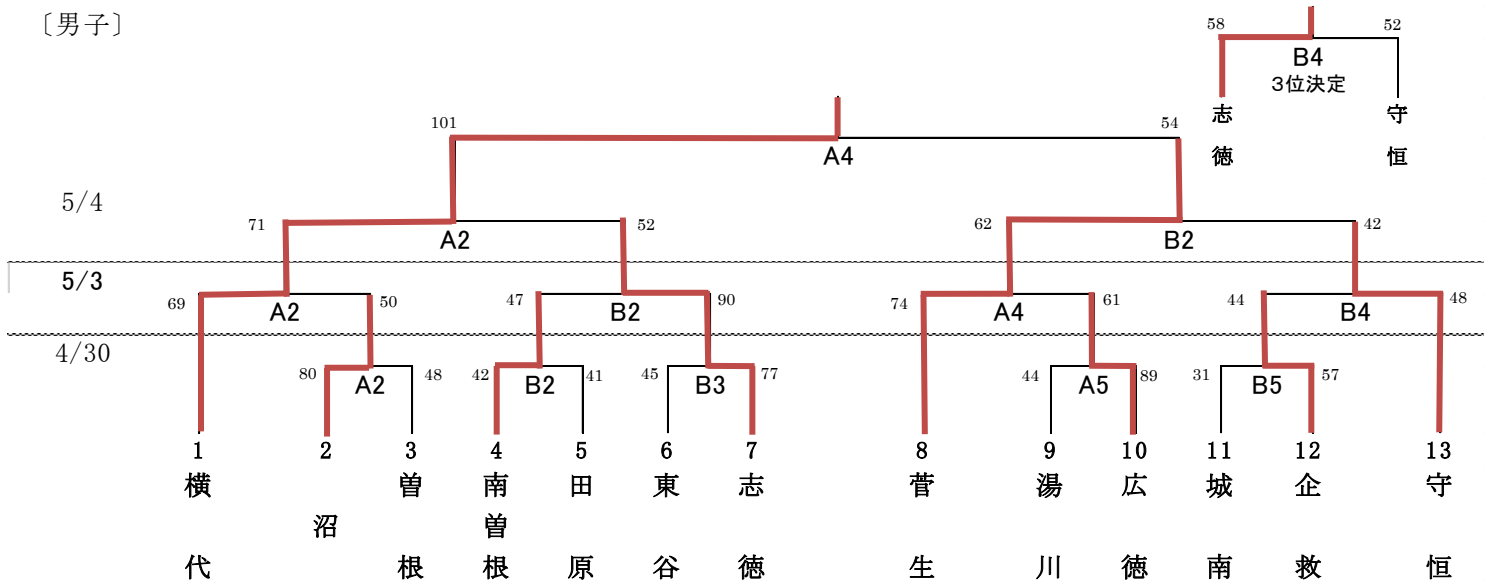 〔男子〕
58 52
B4
3位決定
志徳 守恒
101 54
A4
5/4
71 52 62 42
A2 B2
5/3
69 50 47 90 74 61 44 48
A2 B2 A4 B4
4/30
80 48 42 41 45 77 44 89 31 57
A2 B2 B3 A5 B5
1 2 3 4 5 6 7 8 9 10 11 12 13
横代 沼 曽根 南曽根 田原 東谷 志徳 菅生 湯川 広徳 城南 企救 守恒